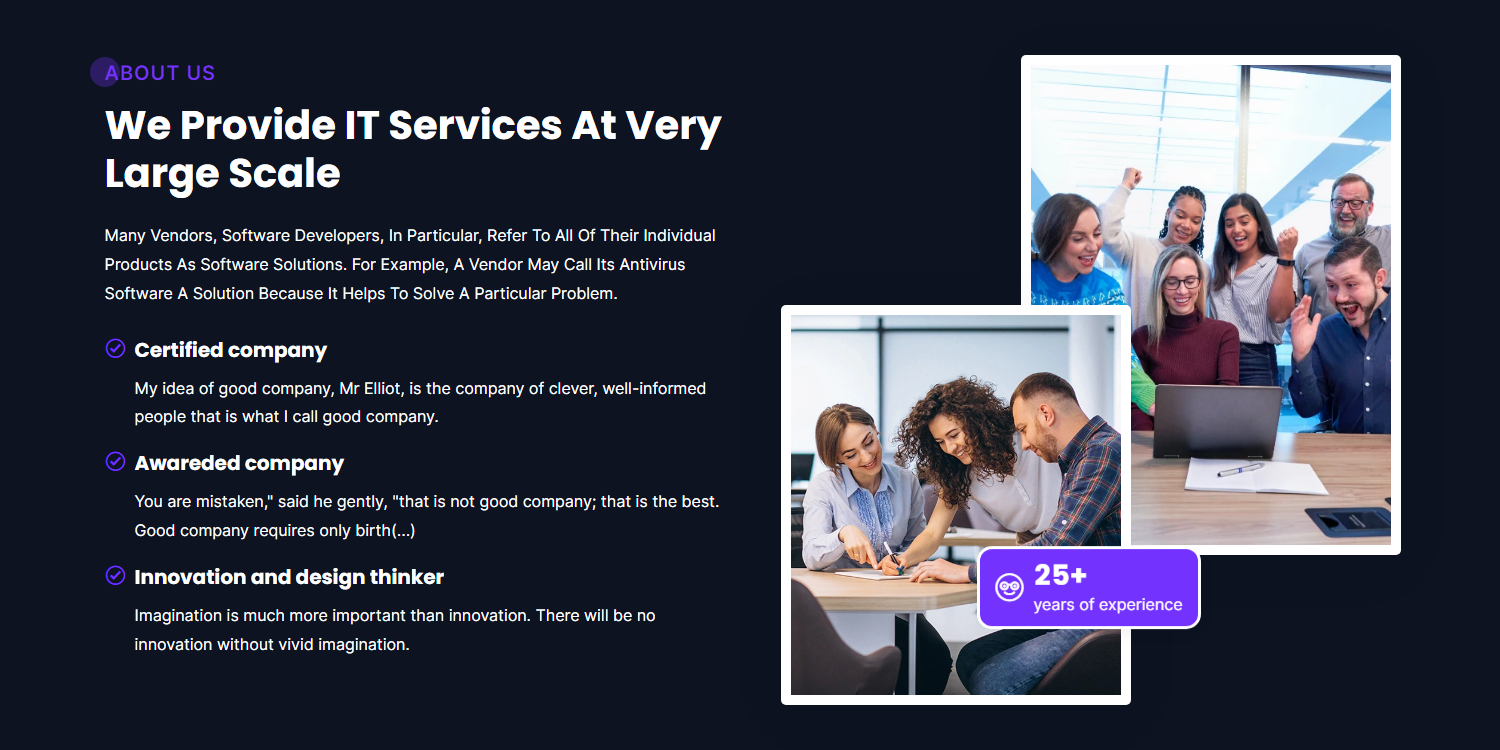 ABOUT US
We Provide IT Services At Very
Large Scale
Many Vendors, Software Developers, In Particular, Refer To All Of Their Individual
Products As Software Solutions. For Example, A Vendor May Call Its Antivirus
Software A Solution Because It Helps To Solve A Particular Problem.
Certified company
My idea of good company, Mr Elliot, is the company of clever, well-informed
people that is what I call good company.
Awareded company
You are mistaken," said he gently, "that is not good company; that is the best.
Good company requires only birth(...)
Innovation and design thinker
Imagination is much more important than innovation. There will be no
innovation without vivid imagination.
25+
years of experience